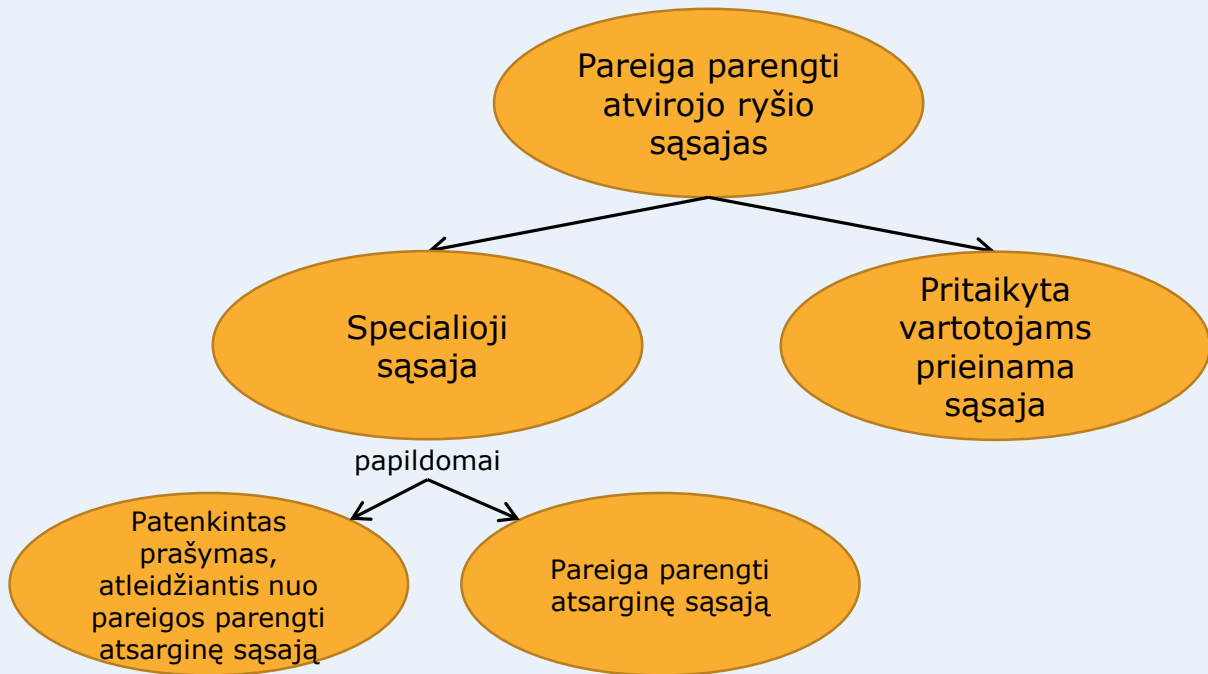 Pareiga parengti
atvirojo ryšio
sąsajas
Specialioji
sąsaja
Pritaikyta
vartotojams
prieinama
sąsaja
papildomai
Patenkintas
prašymas,
atleidžiantis nuo
pareigos parengti
atsarginę sąsają
Pareiga parengti
atsarginę sąsają